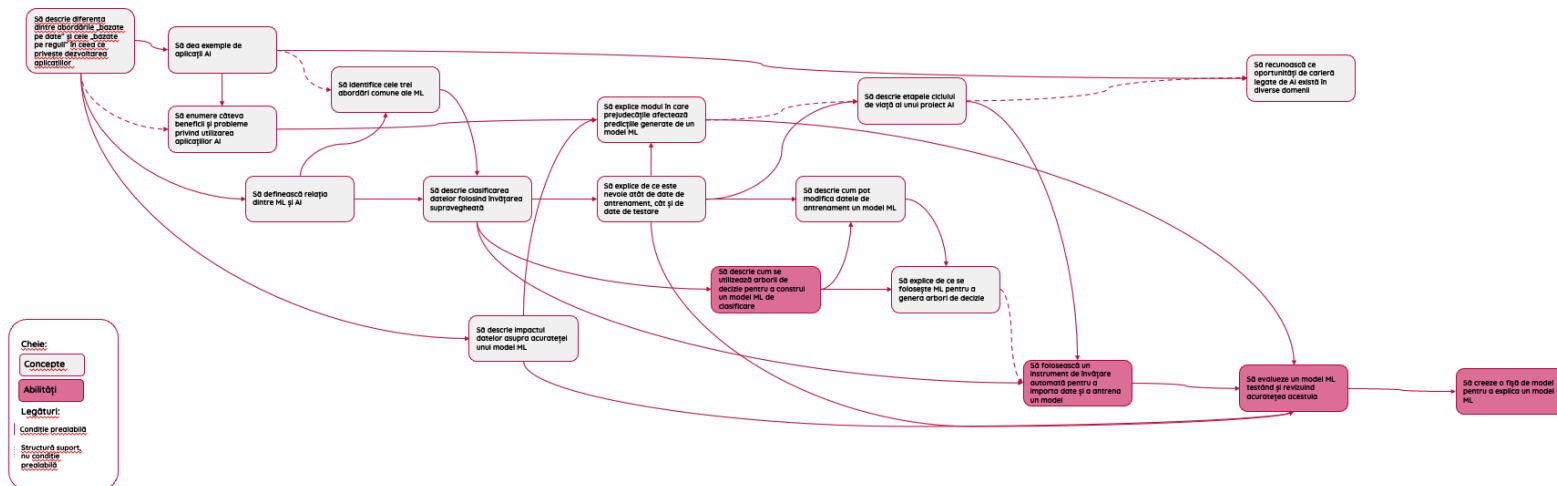 Să descrie diferența
dintre abordările „bazate
pe date” și cele „bazate
pe reguli” în ceea ce
privește dezvoltarea
aplicațiilor
Să dea exemple de
aplicații AI
Să identifice cele trei
abordări comune ale ML
Să enumere câteva
beneficii și probleme
privind utilizarea
aplicațiilor AI
Să definească relația
dintre ML și AI
Să descrie clasificarea
datelor folosind învățarea
supravegheată
Să explice modul în care
prejudecățile afectează
predicțiile generate de un
model ML
Să explice de ce este
nevoie atât de date de
antrenament, cât și de
date de testare
Să descrie etapele ciclului
de viață al unui proiect AI
Să recunoască ce
oportunități de carieră
legate de AI există în
diverse domenii
Să descrie cum pot
modifica datele de
antrenament un model ML
Să descrie cum se
utilizează arborii de
decizie pentru a construi
un model ML de
clasificare
Să explice de ce se
folosește ML pentru a
genera arbori de decizie
Să descrie impactul
datelor asupra acurateței
unui model ML
Să folosească un
instrument de învățare
automată pentru a
importa date și a antrena
un model
Să evalueze un model ML
testând și revizuind
acuratețea acestuia
Să creeze o fișă de model
pentru a explica un model
ML
Cheie:
Concepte
Abilități
Legături:
Condiție prealabilă
Structură suport,
nu condiție
prealabilă